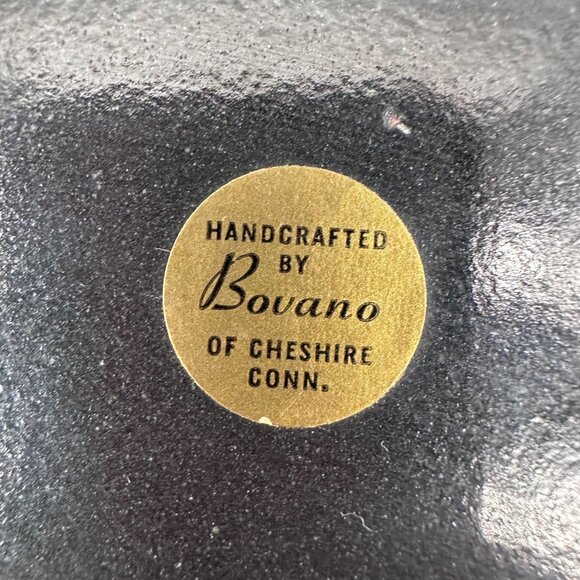 HANDCRAFTED
BY
Bovano
OF CHESHIRE
CONN.